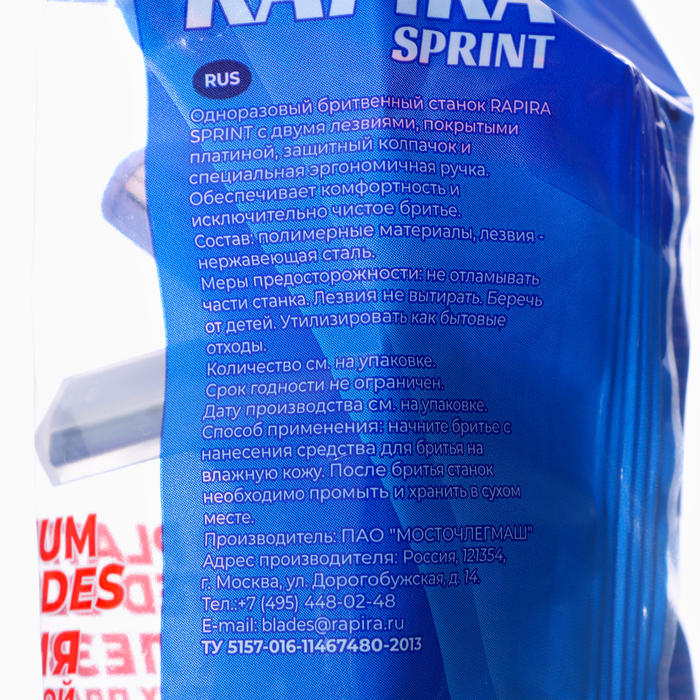 RAPIRA
SPRINT
RUS
Одноразовый бритвенный станок RAPIRA
SPRINT с двумя лезвиями, покрытыми
платиной, защитный колпачок и
специальная эргономичная ручка.
Обеспечивает комфортность и
исключительно чистое бритье.
Состав: полимерные материалы, лезвия -
нержавеющая сталь.
Меры предосторожности: не отламывать
части станка. Лезвия не вытирать. Беречь
от детей. Утилизировать как бытовые
отходы.
Количество см. на упаковке.
Срок годности не ограничен.
Дату производства см. на упаковке.
Способ применения: начните бритье с
нанесения средства для бритья на
влажную кожу. После бритья станок
необходимо промыть и хранить в сухом
месте.
Производитель: ПАО "МОСТОЧЛЕГМАШ"
Адрес производителя: Россия, 121354,
г. Москва, ул. Дорогобужская, д. 14.
Тел.:+7 (495) 448-02-48
E-mail: blades@rapira.ru
ТУ 5157-016-11467480-2013
UM
DES